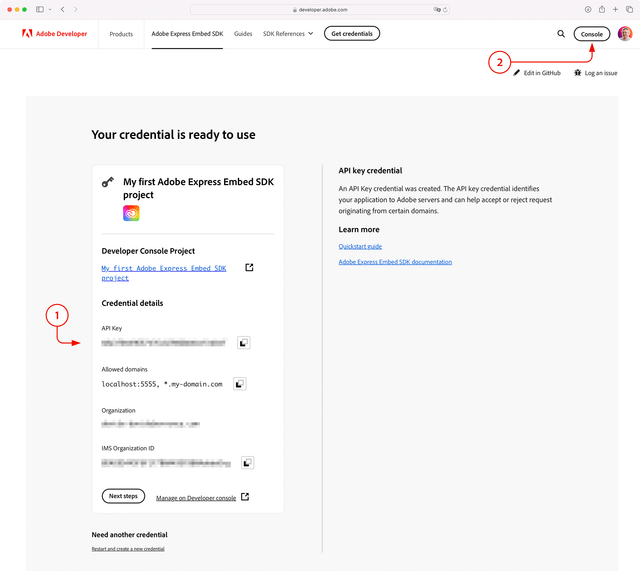 developer.adobe.com
Adobe Developer
Products
Adobe Express Embed SDK
Guides
SDK References
Get credentials
Console
2
Edit in GitHub
Log an issue
Your credential is ready to use
My first Adobe Express Embed SDK
project
Developer Console Project
My first Adobe Express Embed SDK
project
Credential details
1
API Key
Allowed domains
localhost:5555, *.my-domain.com
Organization
IMS Organization ID
Next steps
Manage on Developer console
Need another credential
Restart and create a new credential
API key credential
An API Key credential was created. The API key credential identifies
your application to Adobe servers and can help accept or reject request
originating from certain domains.
Learn more
Quickstart guide
Adobe Express Embed SDK documentation